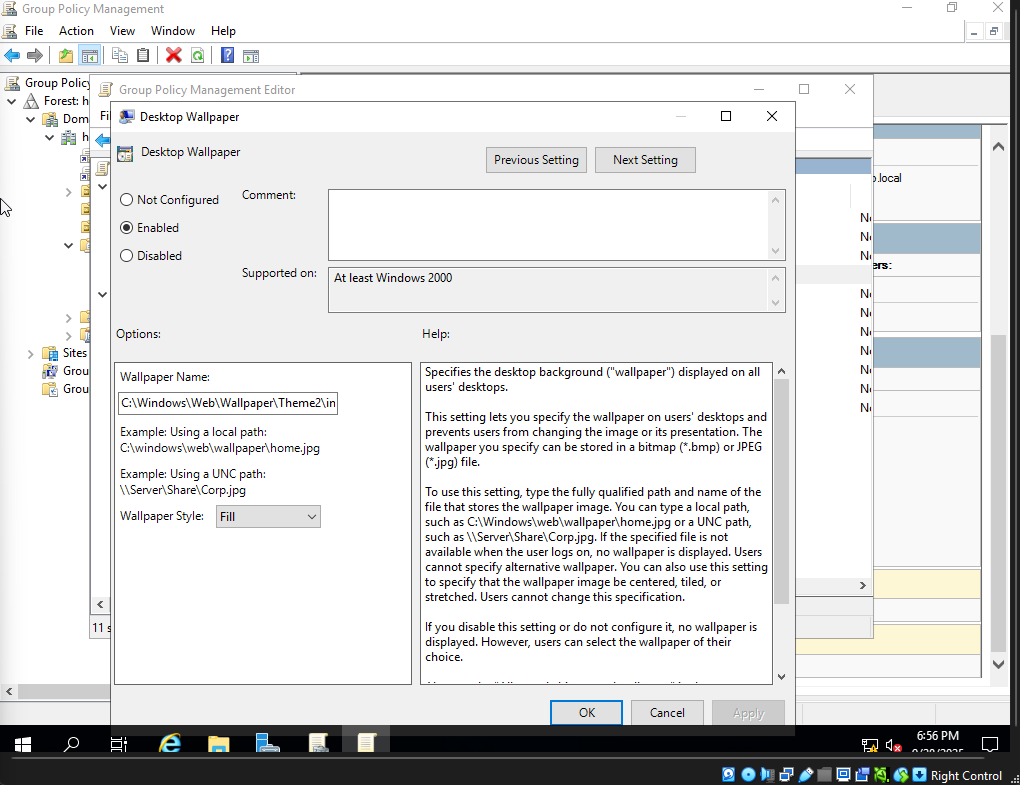 Group Policy Management
File Action View Window Help
Group Policy
Forest: h
Dom
h
Sites
Grou
Grou
Group Policy Management Editor
Fi
11 s
Desktop Wallpaper
Desktop Wallpaper
Previous Setting
Next Setting
Not Configured
Enabled
Disabled
Comment:
Supported on:
At least Windows 2000
Options:
Help:
Wallpaper Name:
C:\Windows\Web\Wallpaper\Theme2\in
Example: Using a local path:
C:\windows\web\wallpaper\home.jpg
Example: Using a UNC path:
\\Server\Share\Corp.jpg
Wallpaper Style:
Fill
Specifies the desktop background ("wallpaper") displayed on all
users' desktops.
This setting lets you specify the wallpaper on users' desktops and
prevents users from changing the image or its presentation. The
wallpaper you specify can be stored in a bitmap (*.bmp) or JPEG
(*.jpg) file.
To use this setting, type the fully qualified path and name of the
file that stores the wallpaper image. You can type a local path,
such as C:\Windows\web\wallpaper\home.jpg or a UNC path,
such as \\Server\Share\Corp.jpg. If the specified file is not
available when the user logs on, no wallpaper is displayed. Users
cannot specify alternative wallpaper. You can also use this setting
to specify that the wallpaper image be centered, tiled, or
stretched. Users cannot change this specification.
If you disable this setting or do not configure it, no wallpaper is
displayed. However, users can select the wallpaper of their
choice.
OK
Cancel
Apply
No
No
No
No
No
No
No
No
No
No
o.local
ers:
6:56 PM
Right Control